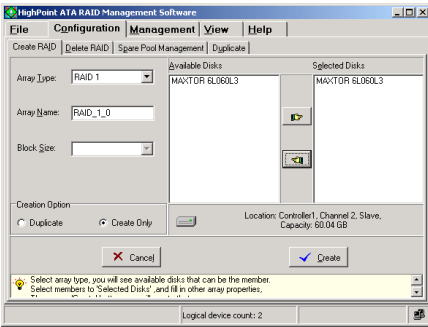 HighPoint ATA RAID Management Software
File Configuration Management View Help
Create RAID Delete RAID Spare Pool Management Duplicate
Available Disks Selected Disks
Array Type: RAID 1 MAXTOR 6L060L3 MAXTOR 6L060L3
Array Name: RAID_1_0
Block Size:
Creation Option
Duplicate Create Only
Location: Controller1, Channel 2, Slave,
Capacity: 60.04 GB
Cancel Create
Select array type, you will see available disks that can be the member.
Select members to 'Selected Disks' ,and fill in other array properties,
Logical device count: 2